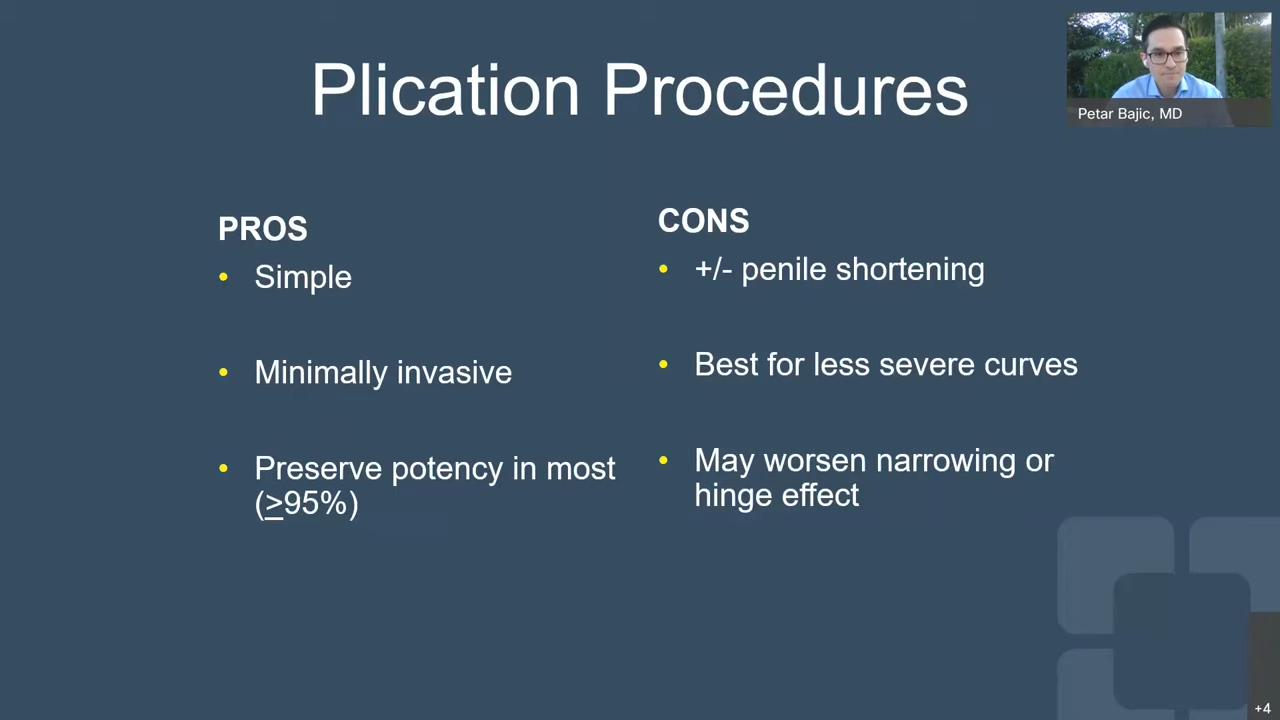 Plication Procedures
Petar Bajic, MD
PROS
• Simple
• Minimally invasive
• Preserve potency in most
(≥95%)
CONS
• +/- penile shortening
• Best for less severe curves
• May worsen narrowing or
hinge effect
+4